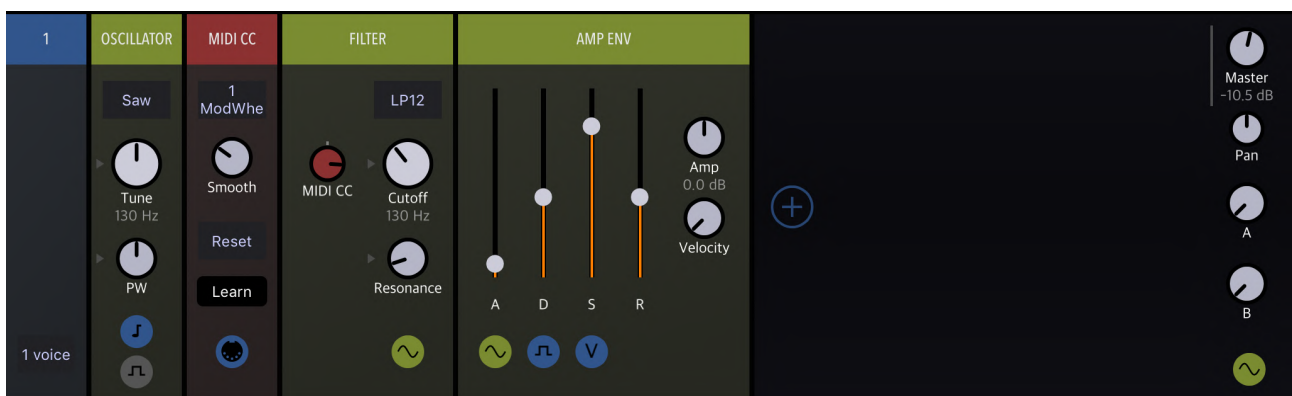 1
OSCILLATOR
MIDI CC
FILTER
AMP ENV
Saw
1
ModWhe
LP12
Master
-10.5 dB
Pan
Tune
130 Hz
Smooth
MIDI CC
Cutoff
130 Hz
Amp
0.0 dB
A
Reset
Velocity
PW
Learn
Resonance
A
D
S
R
B
1 voice
V